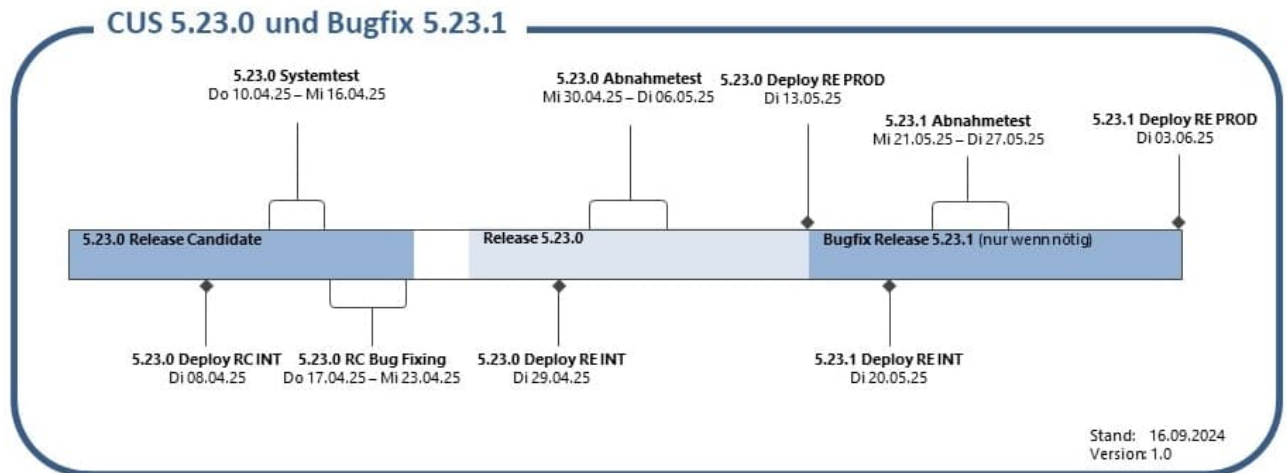 CUS 5.23.0 und Bugfix 5.23.1
5.23.0 Systemtest
Do 10.04.25 – Mi 16.04.25
5.23.0 Abnahmetest
Mi 30.04.25 – Di 06.05.25
5.23.0 Deploy RE PROD
Di 13.05.25
5.23.1 Abnahmetest
Mi 21.05.25 – Di 27.05.25
5.23.1 Deploy RE PROD
Di 03.06.25
5.23.0 Release Candidate
Release 5.23.0
Bugfix Release 5.23.1 (nur wenn nötig)
5.23.0 Deploy RC INT
Di 08.04.25
5.23.0 RC Bug Fixing
Do 17.04.25 – Mi 23.04.25
5.23.0 Deploy RE INT
Di 29.04.25
5.23.1 Deploy RE INT
Di 20.05.25
Stand: 16.09.2024
Version: 1.0